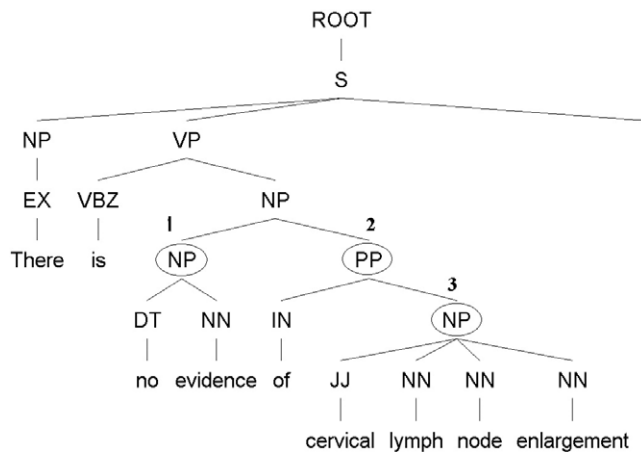 ROOT
S
NP VP
EX VBZ NP
1 2
There is NP PP
3
DT NN IN NP
no evidence of JJ NN NN NN
cervical lymph node enlargement